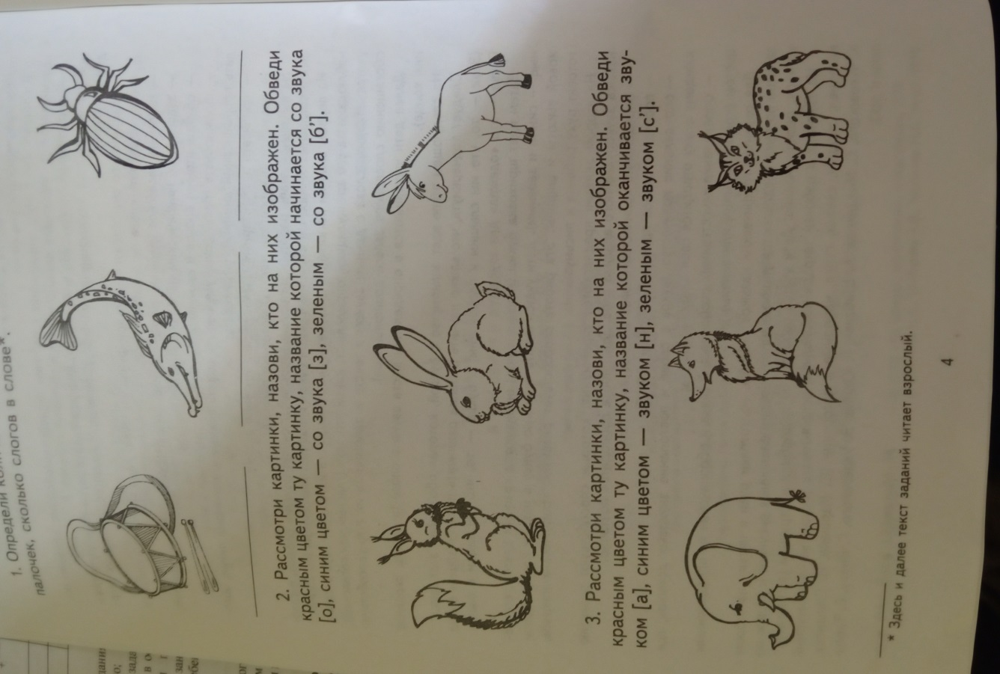 1. Определи
палочек, сколько слогов в слове*.
2. Рассмотри картинки, назови, кто на них изображен. Обведи
красным цветом ту картинку, название которой начинается со звука
[о], синим цветом — со звука [з], зеленым — со звука [б’].
3. Рассмотри картинки, назови, кто на них изображен. Обведи
красным цветом ту картинку, название которой оканчивается зву-
ком [а], синим цветом — звуком [н], зеленым — звуком [с’].
* Здесь и далее текст заданий читает взрослый.
4